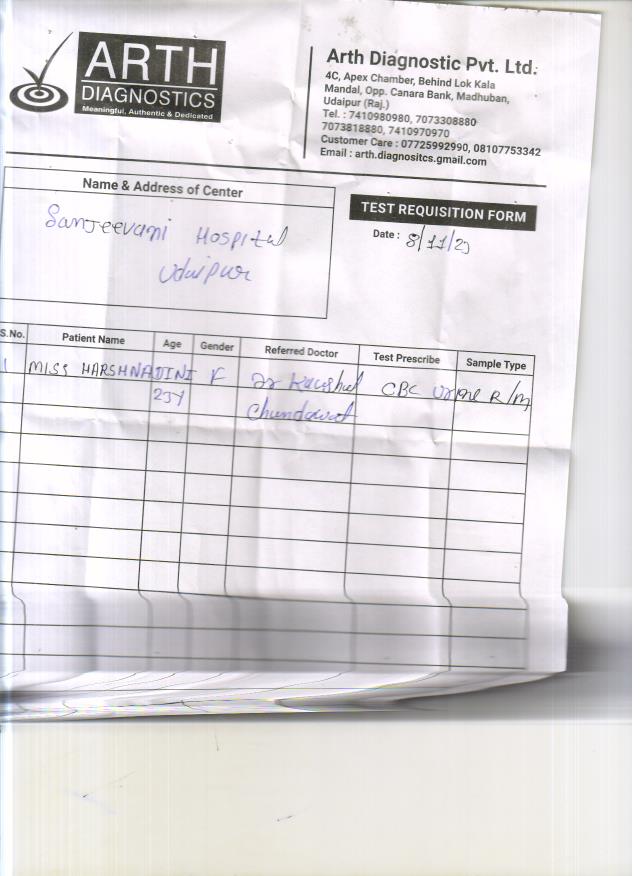 ARTH
DIAGNOSTICS
Meaningful, Authentic & Dedicated
Arth Diagnostic Pvt. Ltd.
4C, Apex Chamber, Behind Lok Kala
Mandal, Opp. Canara Bank, Madhuban,
Udaipur (Raj.)
Tel. : 7410980980, 7073308880
7073818880, 7410970970
Customer Care : 07725992990, 08107753342
Email : arth.diagnositcs.gmail.com
Name & Address of Center
TEST REQUISITION FORM
Sanjeevani Hospital
Udaipur
Date : 8/11/23
S.No. Patient Name Age Gender Referred Doctor Test Prescribe Sample Type
1 MISS HARSHNADINI F Dr Kaushal CBC Urine R/M
Chundawat